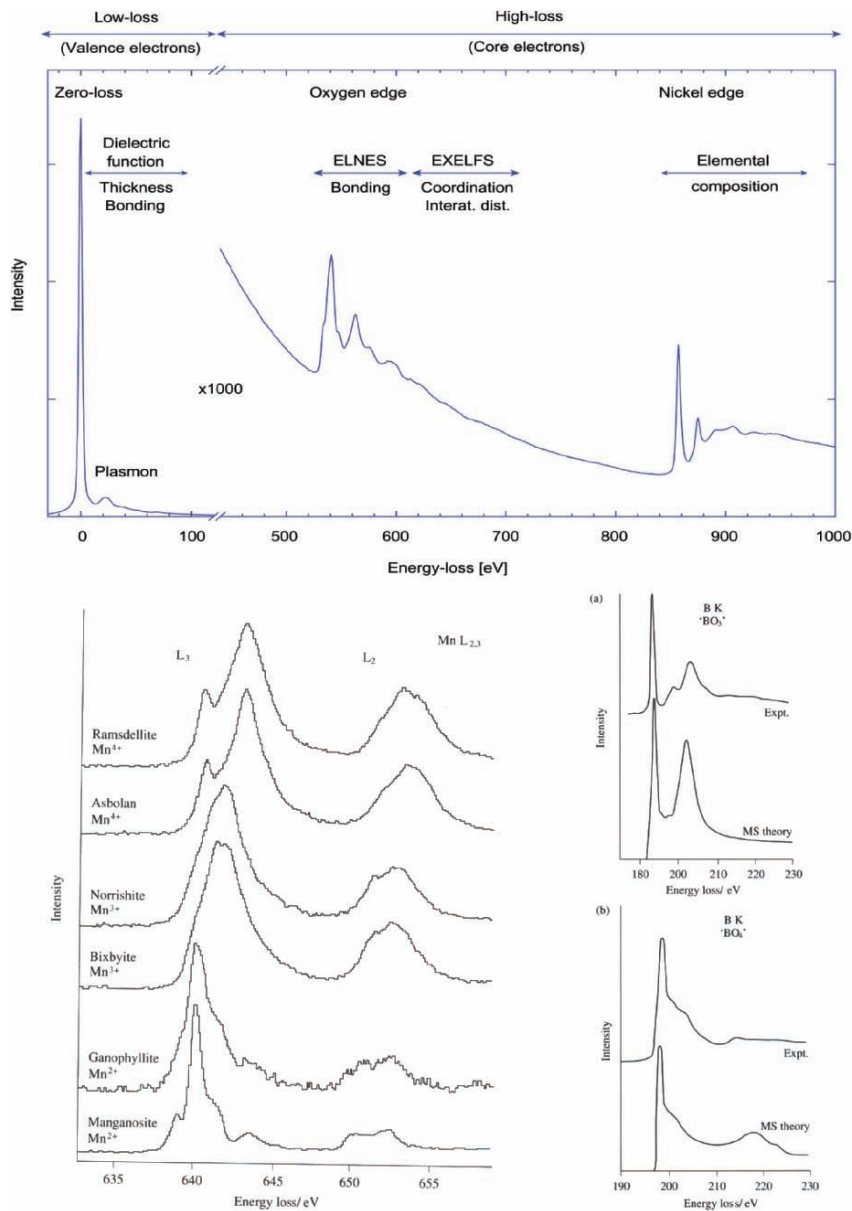 Low-loss High-loss
(Valence electrons) (Core electrons)
Zero-loss Oxygen edge Nickel edge
Dielectric
function
Thickness
Bonding
ELNES
Bonding
EXELFS
Coordination
Interat. dist.
Elemental
composition
Intensity
x1000
Plasmon
0 100 500 600 700 800 900 1000
Energy-loss [eV]
L3 L2 Mn L2,3
Ramsdellite
Mn4+
Asbolan
Mn4+
Norrishite
Mn3+
Bixbyite
Mn3+
Ganophyllite
Mn2+
Manganosite
Mn2+
Intensity
635 640 645 650 655
Energy loss/ eV
(a)
B K
'BO3'
Expt.
MS theory
Intensity
180 190 200 210 220 230
Energy loss/ eV
(b)
B K
'BO4'
Expt.
MS theory
Intensity
190 200 210 220 230
Energy loss/ eV